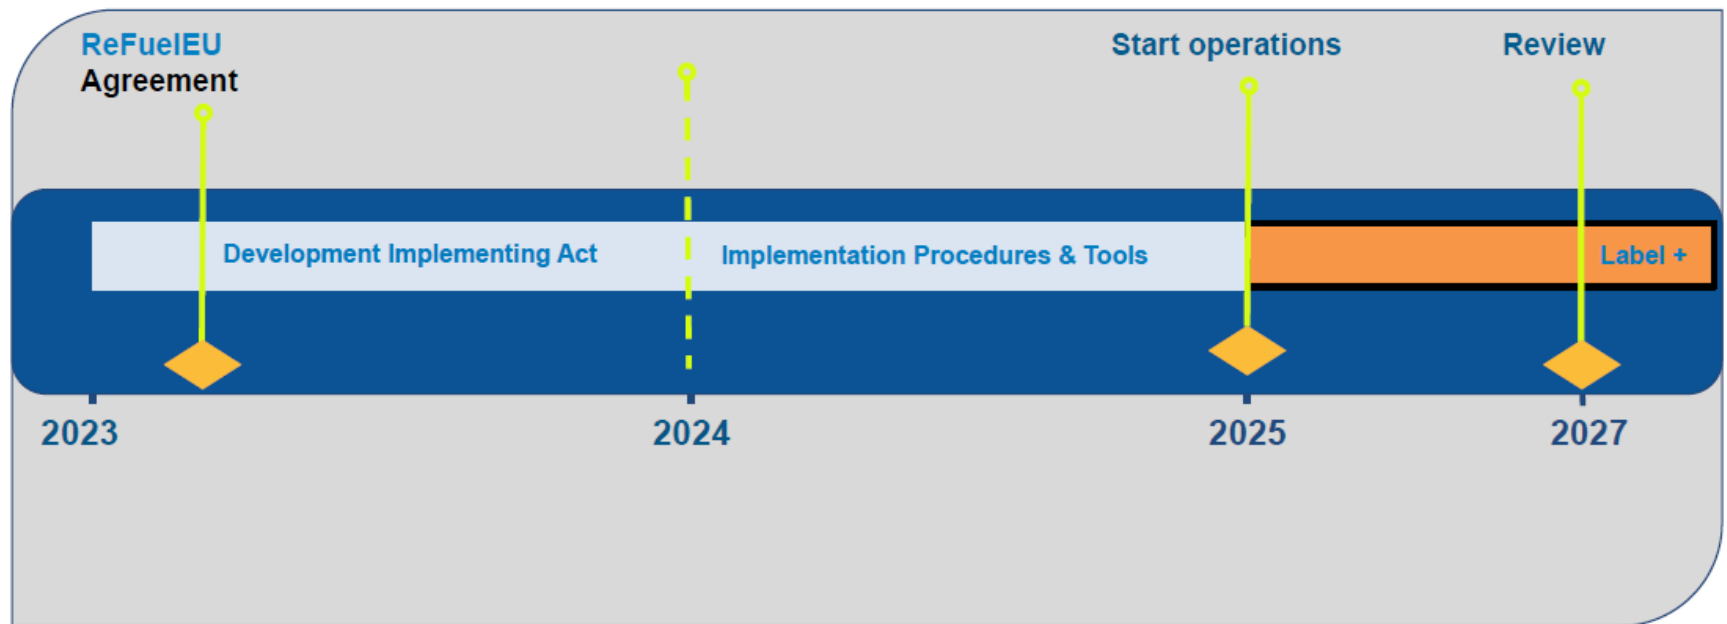 ReFuelEU
Agreement
Start operations
Review
Development Implementing Act
Implementation Procedures & Tools
Label +
2023
2024
2025
2027